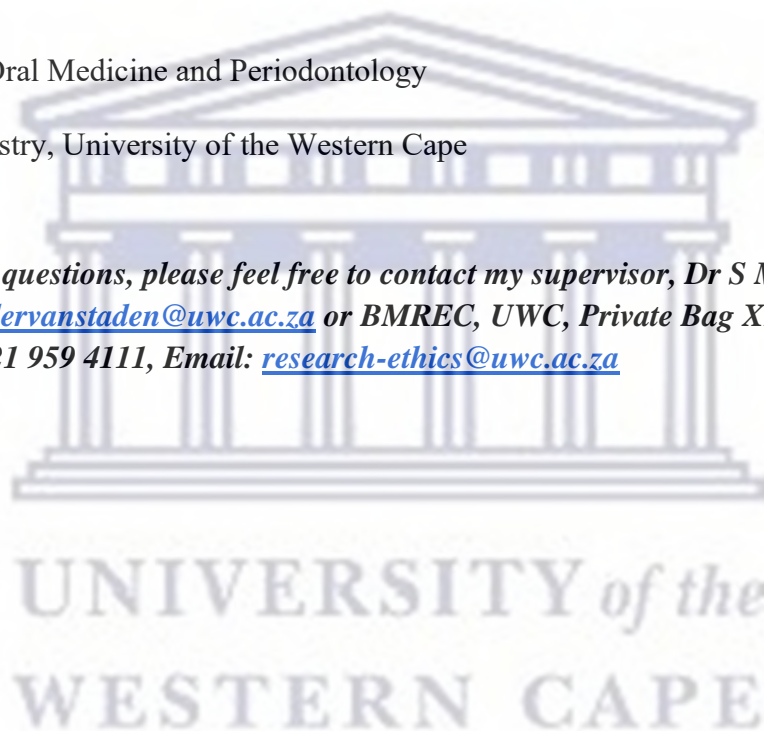 Oral Medicine and Periodontology
stry, University of the Western Cape
questions, please feel free to contact my supervisor, Dr S M
dervanstaden@uwc.ac.za or BMREC, UWC, Private Bag X
21 959 4111, Email: research-ethics@uwc.ac.za
UNIVERSITY of the
WESTERN CAPE